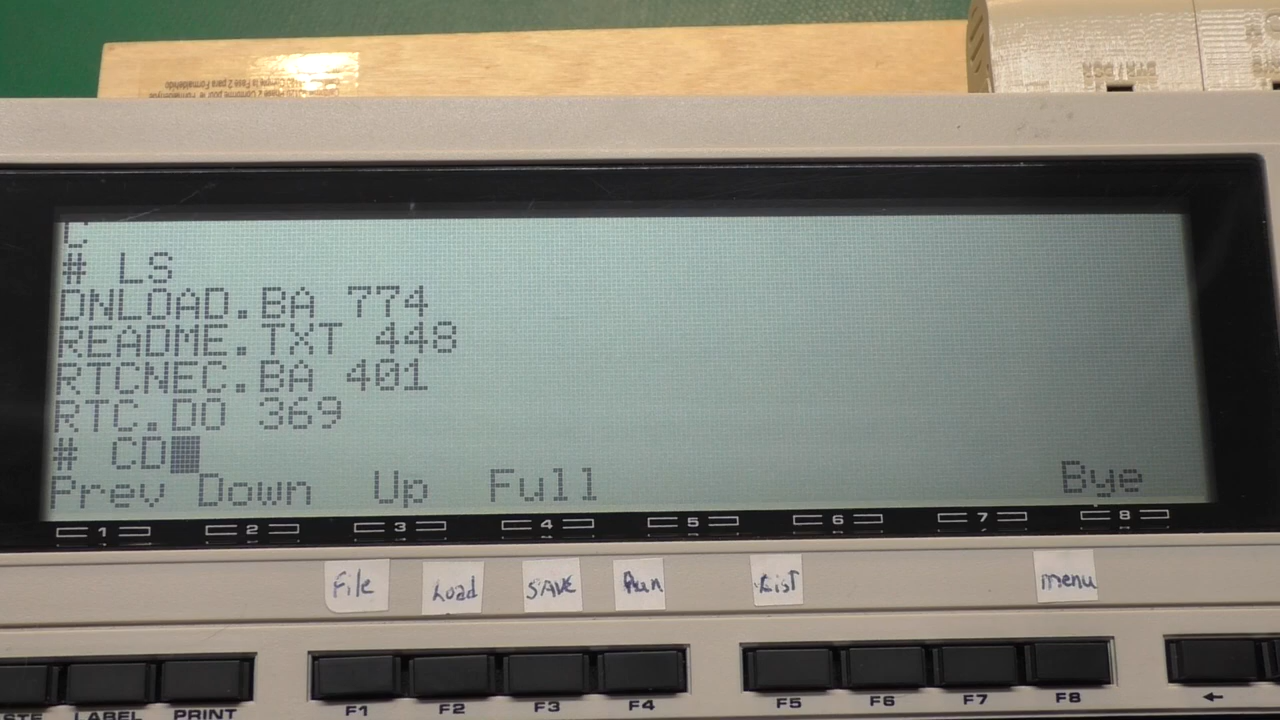 # LS
DNLOAD.BA 774
README.TXT 448
RTCNEC.BA 401
RTC.DO 369
# CD
Prev Down Up Full Bye
1 2 3 4 5 6 7 8
File Load SAVE Run List menu
LABEL PRINT F1 F2 F3 F4 F5 F6 F7 F8 ←